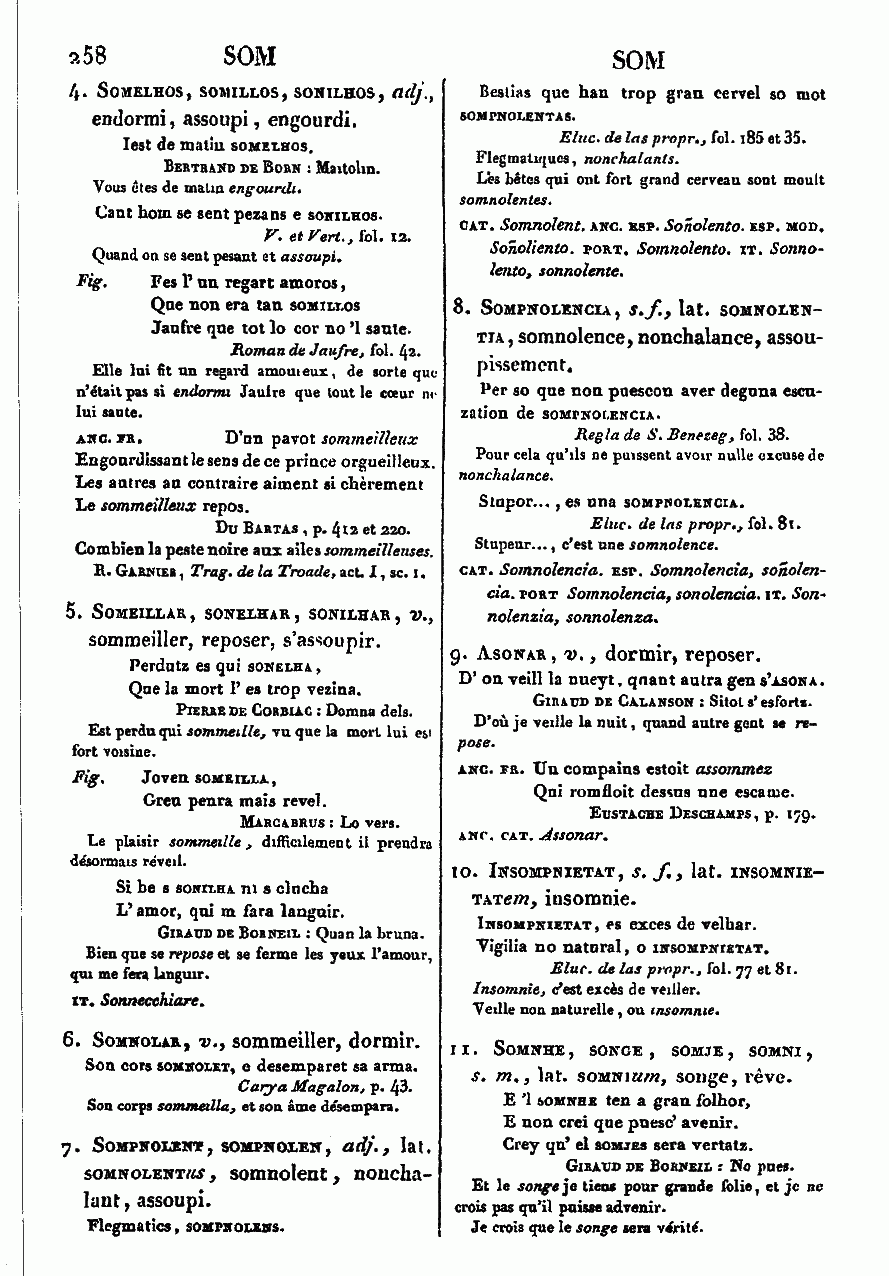 258 SOM
4. Somelhos, somillos, sonilhos, adj.,
endormi, assoupi, engourdi.
Iest de matin somelhos.
Bertrand de Born : Maitolin.
Vous êtes de matin engourdi.
Cant hom se sent pezans e sonilhos.
V. et Vert., fol. 12.
Quand on se sent pesant et assoupi.
Fig. Fes l' un regart amoros,
Que non era tan somillos
Jaufre que tot lo cor no 'l saute.
Roman de Jaufre, fol. 42.
Elle lui fit un regard amoureux, de sorte que
n'était pas si endormi Jaufre que tout le cœur ne
lui saute.
anc. fr. D'un pavot sommeilleux
Engourdissant le sens de ce prince orgueilleux.
Les autres au contraire aiment si chèrement
Le sommeilleux repos.
Du Bartas, p. 412 et 220.
Combien la peste noire aux ailes sommeilleuses.
R. Garnier, Trag. de la Troade, act. I, sc. 1.
5. Someillar, sonelhar, sonilhar, v.,
sommeiller, reposer, s'assoupir.
Perdutz es qui sonelha,
Que la mort l' es trop vezina.
Pierre de Corbiac : Domna dels.
Est perdu qui sommeille, vu que la mort lui est
fort voisine.
Fig. Joven someilla,
Greu penra mais revel.
Marcabrus : Lo vers.
Le plaisir sommeille, difficilement il prendra
désormais réveil.
Si be s sonilha ni s clucha
L' amor, qui m fara languir.
Giraud de Borneil : Quan la bruna.
Bien que se repose et se ferme les yeux l'amour,
qui me fera languir.
it. Sonnecchiare.
6. Somnolar, v., sommeiller, dormir.
Son cors somnolet, e desemparet sa arma.
Carya Magalon, p. 43.
Son corps sommeilla, et son âme désempara.
7. Sompnolent, sompnolen, adj., lat.
somnolentus, somnolent, noncha-
lant, assoupi.
Flegmatics, sompnolens.
SOM
Bestias que han trop gran cervel so mot
sompnolentas.
Eluc. de las propr., fol. 185 et 35.
Flegmatiques, nonchalants.
Les bêtes qui ont fort grand cerveau sont moult
somnolentes.
cat. Somnolent. anc. esp. Soñolento. esp. mod.
Soñoliento. port. Somnolento. it. Sonno-
lento, sonnolente.
8. Sompnolencia, s.f., lat. somnolen-
tia, somnolence, nonchalance, assou-
pissement.
Per so que non puescon aver deguna escu-
zation de sompnolencia.
Regla de S. Benezeg, fol. 38.
Pour cela qu'ils ne puissent avoir nulle excuse de
nonchalance.
Stupor..., es una sompnolencia.
Eluc. de las propr., fol. 81.
Stupeur..., c'est une somnolence.
cat. Somnolencia. esp. Somnolencia, soñolen-
cia. port Somnolencia, sonolencia. it. Son-
nolenzia, sonnolenza.
9. Asonar, v., dormir, reposer.
D' on veill la nueyt, quant autra gen s'asona.
Giraud de Calanson : Sitot s' esfortz.
D'où je veille la nuit, quand autre gent se re-
pose.
anc. fr. Un compains estoit assommez
Qui romfloit dessus une escame.
Eustache Deschamps, p. 179.
anc. cat. Assonar.
10. Insompnietat, s. f., lat. insomnie-
tatem, insomnie.
Insompnietat, es exces de velhar.
Vigilia no natural, o insompnietat.
Eluc. de las propr., fol. 77 et 81.
Insomnie, c'est excès de veiller.
Veille non naturelle, ou insomnie.
11. Somnhe, songe, somje, somni,
s. m., lat. somnium, songe, rêve.
E 'l somnhe ten a gran folhor,
E non crei que puesc' avenir.
Crey qu' el somjes sera vertatz.
Giraud de Borneil : No pues.
Et le songe je tiens pour grande folie, et je ne
crois pas qu'il puisse advenir.
Je crois que le songe sera vérité.